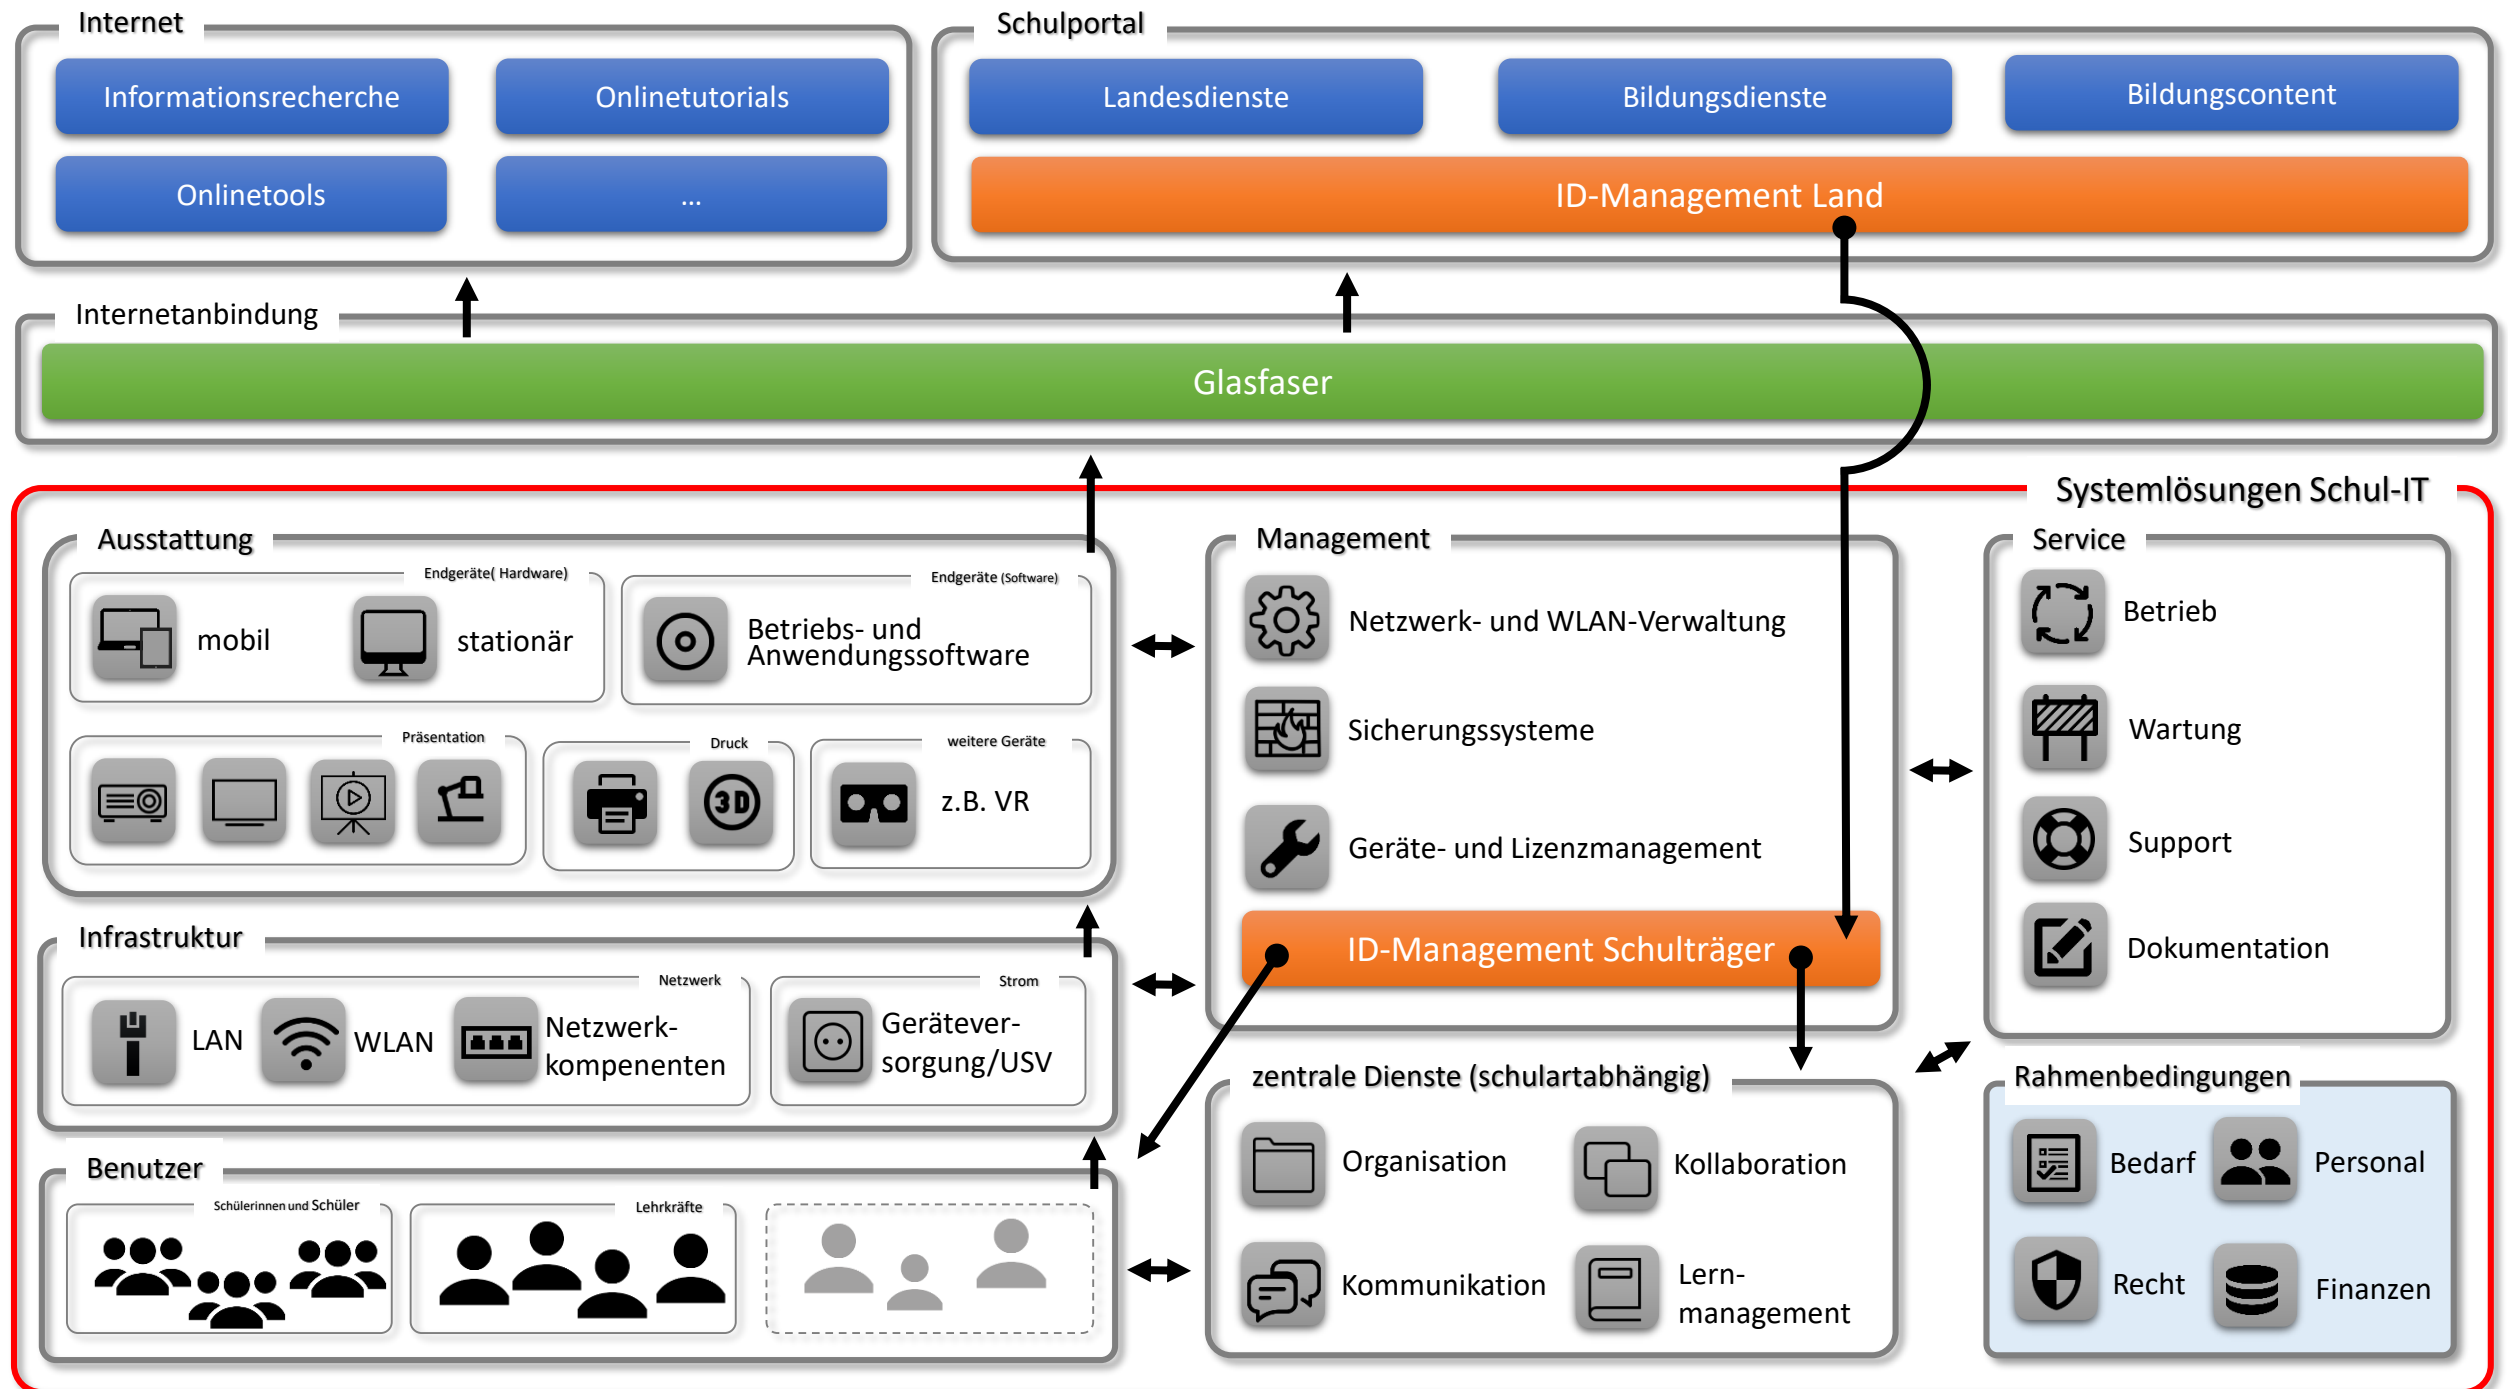 Internet
Informationsrecherche
Onlinetutorials
Onlinetools
...
Schulportal
Landesdienste
Bildungsdienste
Bildungscontent
ID-Management Land
Internetanbindung
Glasfaser
Systemlösungen Schul-IT
Ausstattung
Endgeräte( Hardware)
mobil
stationär
Endgeräte (Software)
Betriebs- und
Anwendungssoftware
Präsentation
Druck
3D
weitere Geräte
z.B. VR
Infrastruktur
Netzwerk
LAN
WLAN
Netzwerk-
kompenenten
Strom
Gerätever-
sorgung/USV
Benutzer
Schülerinnen und Schüler
Lehrkräfte
Management
Netzwerk- und WLAN-Verwaltung
Sicherungssysteme
Geräte- und Lizenzmanagement
ID-Management Schulträger
zentrale Dienste (schulartabhängig)
Organisation
Kollaboration
Kommunikation
Lern-
management
Service
Betrieb
Wartung
Support
Dokumentation
Rahmenbedingungen
Bedarf
Personal
Recht
Finanzen